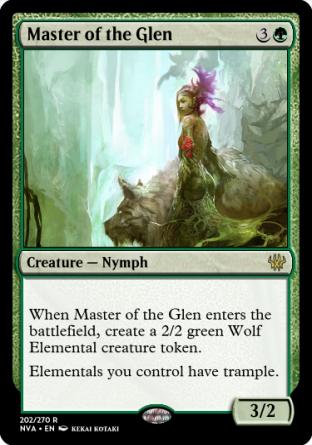 Master of the Glen 3
Creature — Nymph
When Master of the Glen enters the
battlefield, create a 2/2 green Wolf
Elemental creature token.
Elementals you control have trample.
3/2
202/270 R
NVA • EN KEKAI KOTAKI